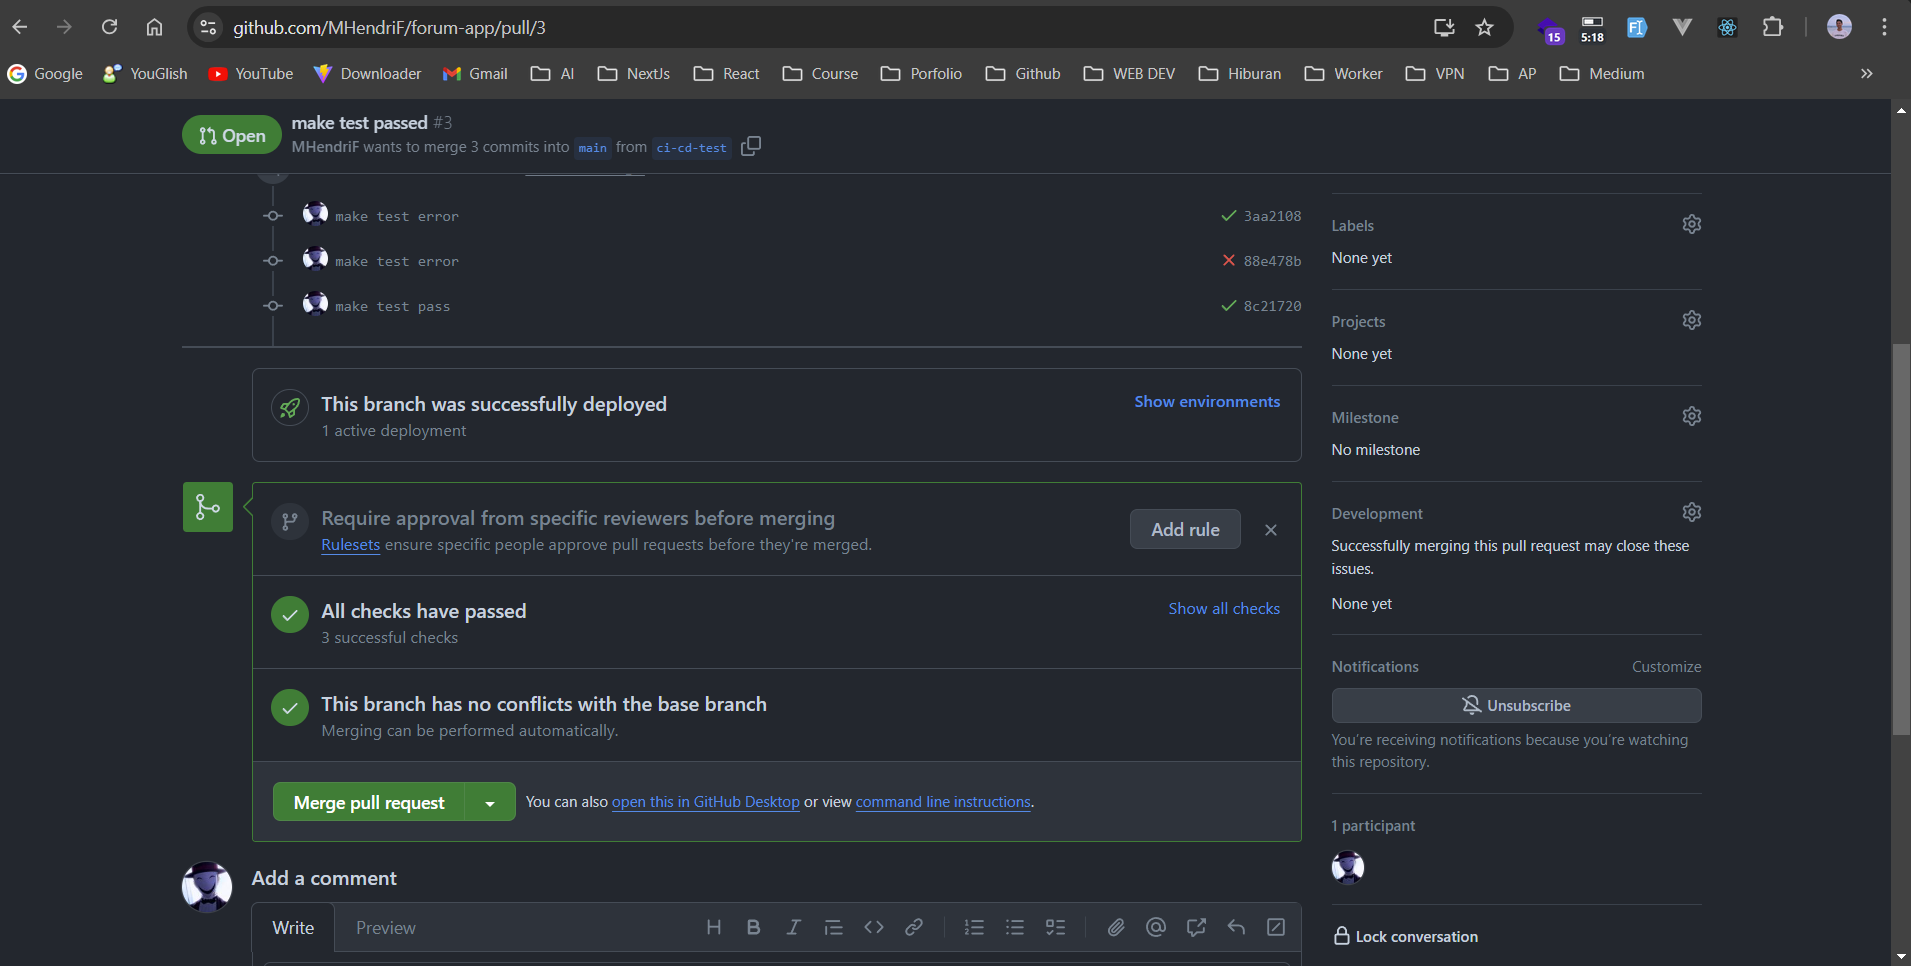 github.com/MHendriF/forum-app/pull/3
15
5:18
Google
YouGlish
YouTube
Downloader
Gmail
AI
NextJs
React
Course
Porfolio
Github
WEB DEV
Hiburan
Worker
VPN
AP
Medium
Open
make test passed #3
MHendriF wants to merge 3 commits into main from ci-cd-test
make test error 3aa2108
make test error 88e478b
make test pass 8c21720
This branch was successfully deployed
1 active deployment
Show environments
Require approval from specific reviewers before merging
Rulesets ensure specific people approve pull requests before they're merged.
Add rule
All checks have passed
3 successful checks
Show all checks
This branch has no conflicts with the base branch
Merging can be performed automatically.
Merge pull request
You can also open this in GitHub Desktop or view command line instructions.
Add a comment
Write
Preview
Labels
None yet
Projects
None yet
Milestone
No milestone
Development
Successfully merging this pull request may close these
issues.
None yet
Notifications
Customize
Unsubscribe
You're receiving notifications because you're watching
this repository.
1 participant
Lock conversation